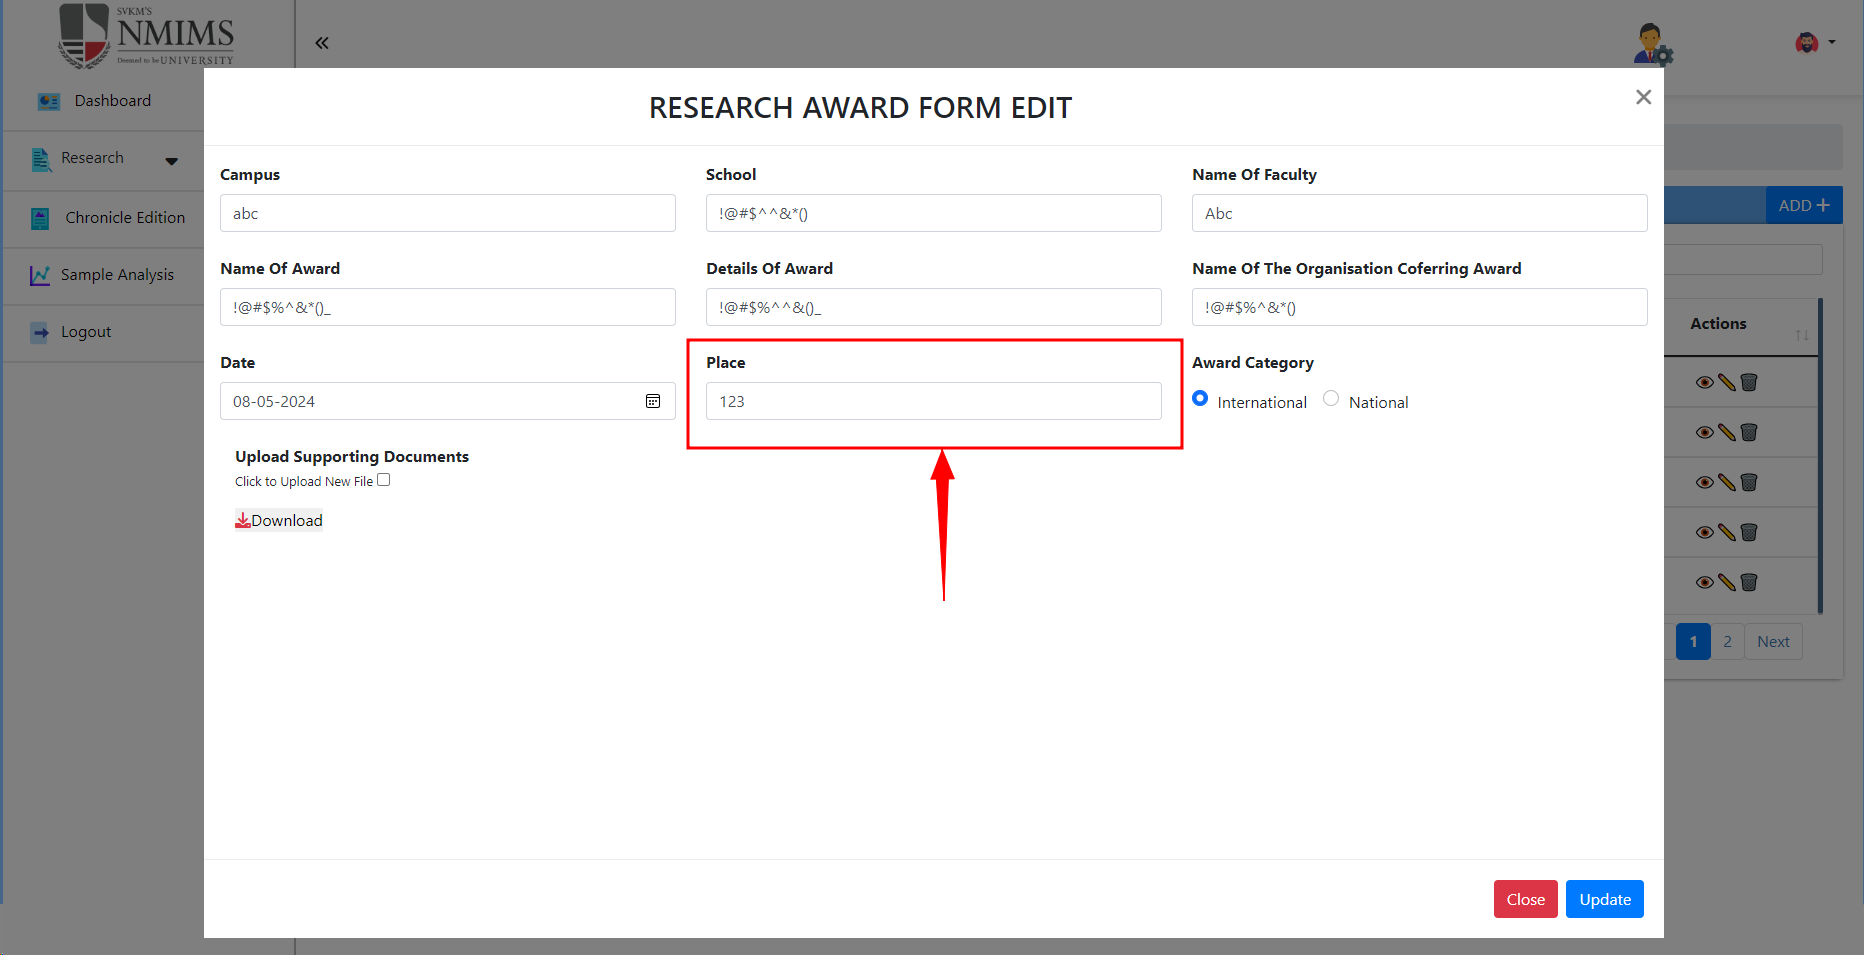 SVKM'S
NMIMS
Deemed to be UNIVERSITY
«
Dashboard
Research
Chronicle Edition
Sample Analysis
Logout
RESEARCH AWARD FORM EDIT
Campus
School
Name Of Faculty
abc
!@#$^^&*()
Abc
Name Of Award
Details Of Award
Name Of The Organisation Coferring Award
!@#$%^&*()_
!@#$%^^&()_
!@#$%^&*()
Date
Place
Award Category
08-05-2024
123
International
National
Upload Supporting Documents
Click to Upload New File
Download
Close
Update
ADD +
Actions
1
2
Next